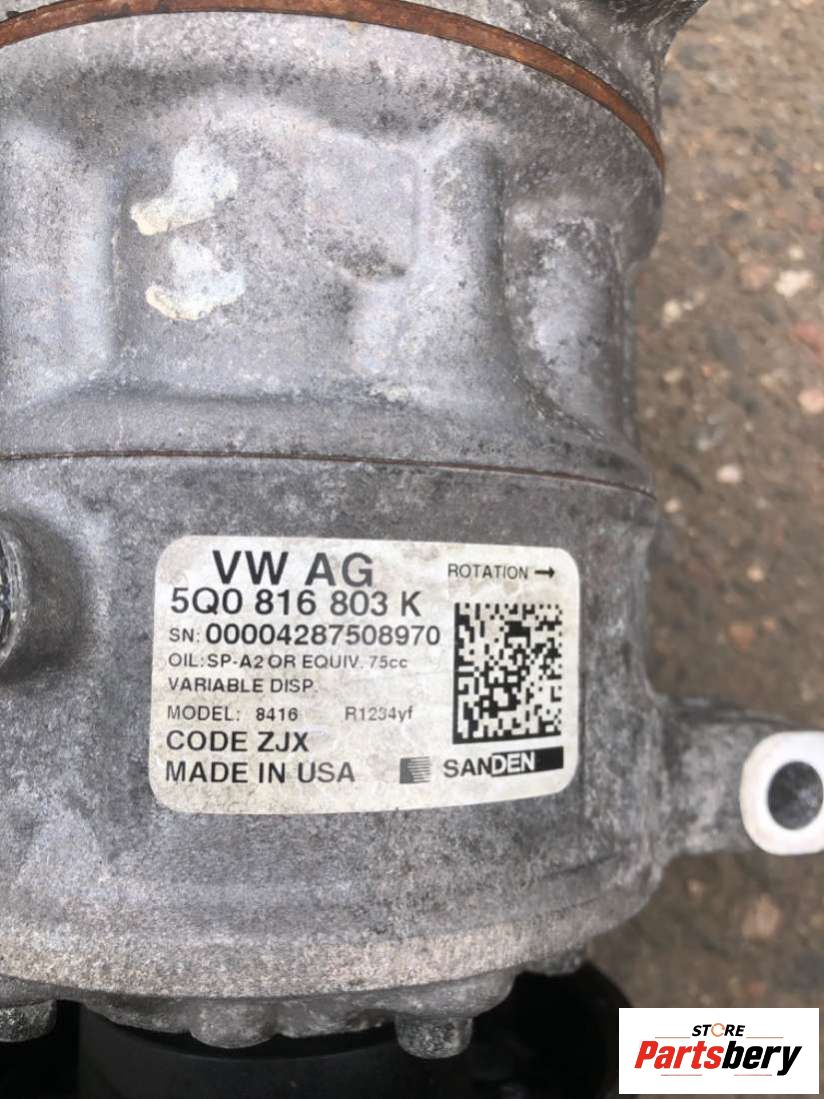 VW AG
ROTATION →
5Q0 816 803 K
SN: 00004287508970
OIL: SP-A2 OR EQUIV. 75cc
VARIABLE DISP.
MODEL: 8416 R1234yf
CODE ZJX
MADE IN USA
SANDEN
STORE
Partsbery